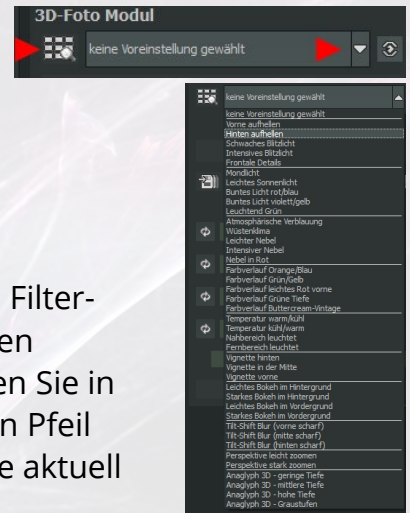 3D-Foto Modul
keine Voreinstellung gewählt
keine Voreinstellung gewählt
keine Voreinstellung gewählt
Vorne aufhellen
Hinten aufhellen
Schwaches Blitzlicht
Intensives Blitzlicht
Frontale Details
Mondlicht
Leichtes Sonnenlicht
Buntes Licht rot/blau
Buntes Licht violett/gelb
Leuchtend Grün
Atmosphärische Verblauung
Wüstenklima
Leichter Nebel
Intensiver Nebel
Nebel in Rot
Farbverlauf Orange/Blau
Farbverlauf Grün/Gelb
Farbverlauf leichtes Rot vorne
Farbverlauf Grüne Tiefe
Farbverlauf Buttercream-Vintage
Temperatur warm/kühl
Temperatur kühl/warm
Nahbereich leuchtet
Fernbereich leuchtet
Vignette hinten
Vignette in der Mitte
Vignette vorne
Leichtes Bokeh im Hintergrund
Starkes Bokeh im Hintergrund
Leichtes Bokeh im Vordergrund
Starkes Bokeh im Vordergrund
Tilt-Shift Blur (vorne scharf)
Tilt-Shift Blur (mitte scharf)
Tilt-Shift Blur (hinten scharf)
Perspektive leicht zoomen
Perspektive stark zoomen
Anaglyph 3D - geringe Tiefe
Anaglyph 3D - mittlere Tiefe
Anaglyph 3D - hohe Tiefe
Anaglyph 3D - Graustufen
Filter-
en
en Sie in
n Pfeil
e aktuell